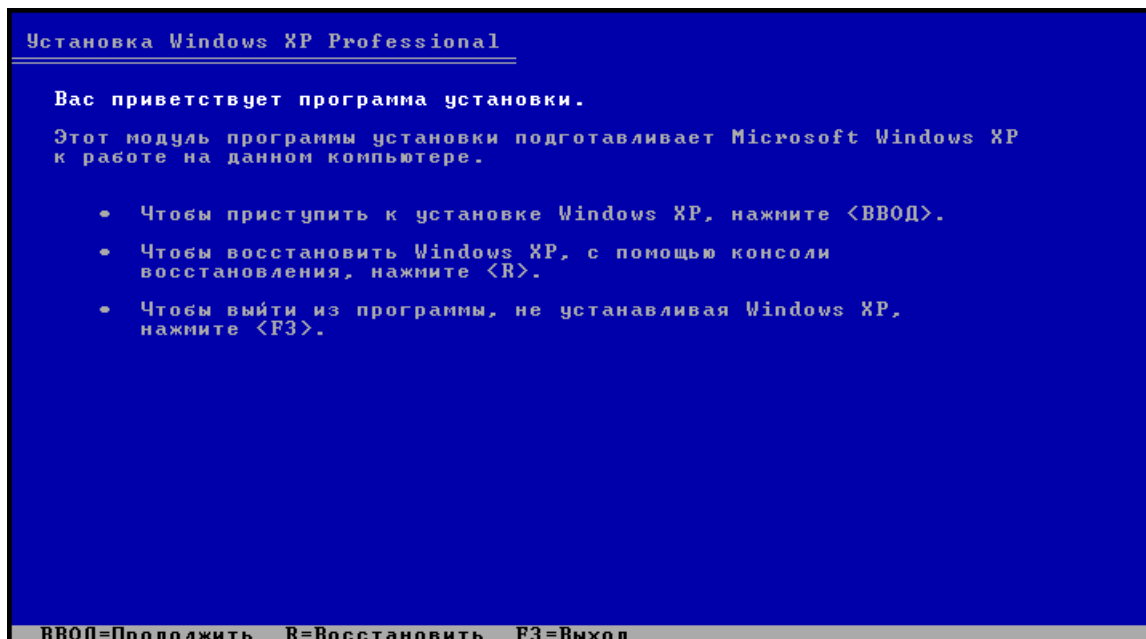 Установка Windows XP Professional
Вас приветствует программа установки.
Этот модуль программы установки подготавливает Microsoft Windows XP
к работе на данном компьютере.
• Чтобы приступить к установке Windows XP, нажмите <ВВОД>.
• Чтобы восстановить Windows XP, с помощью консоли
восстановления, нажмите <R>.
• Чтобы выйти из программы, не устанавливая Windows XP,
нажмите <F3>.
ВВОД=Продолжить R=Восстановить F3=Выход